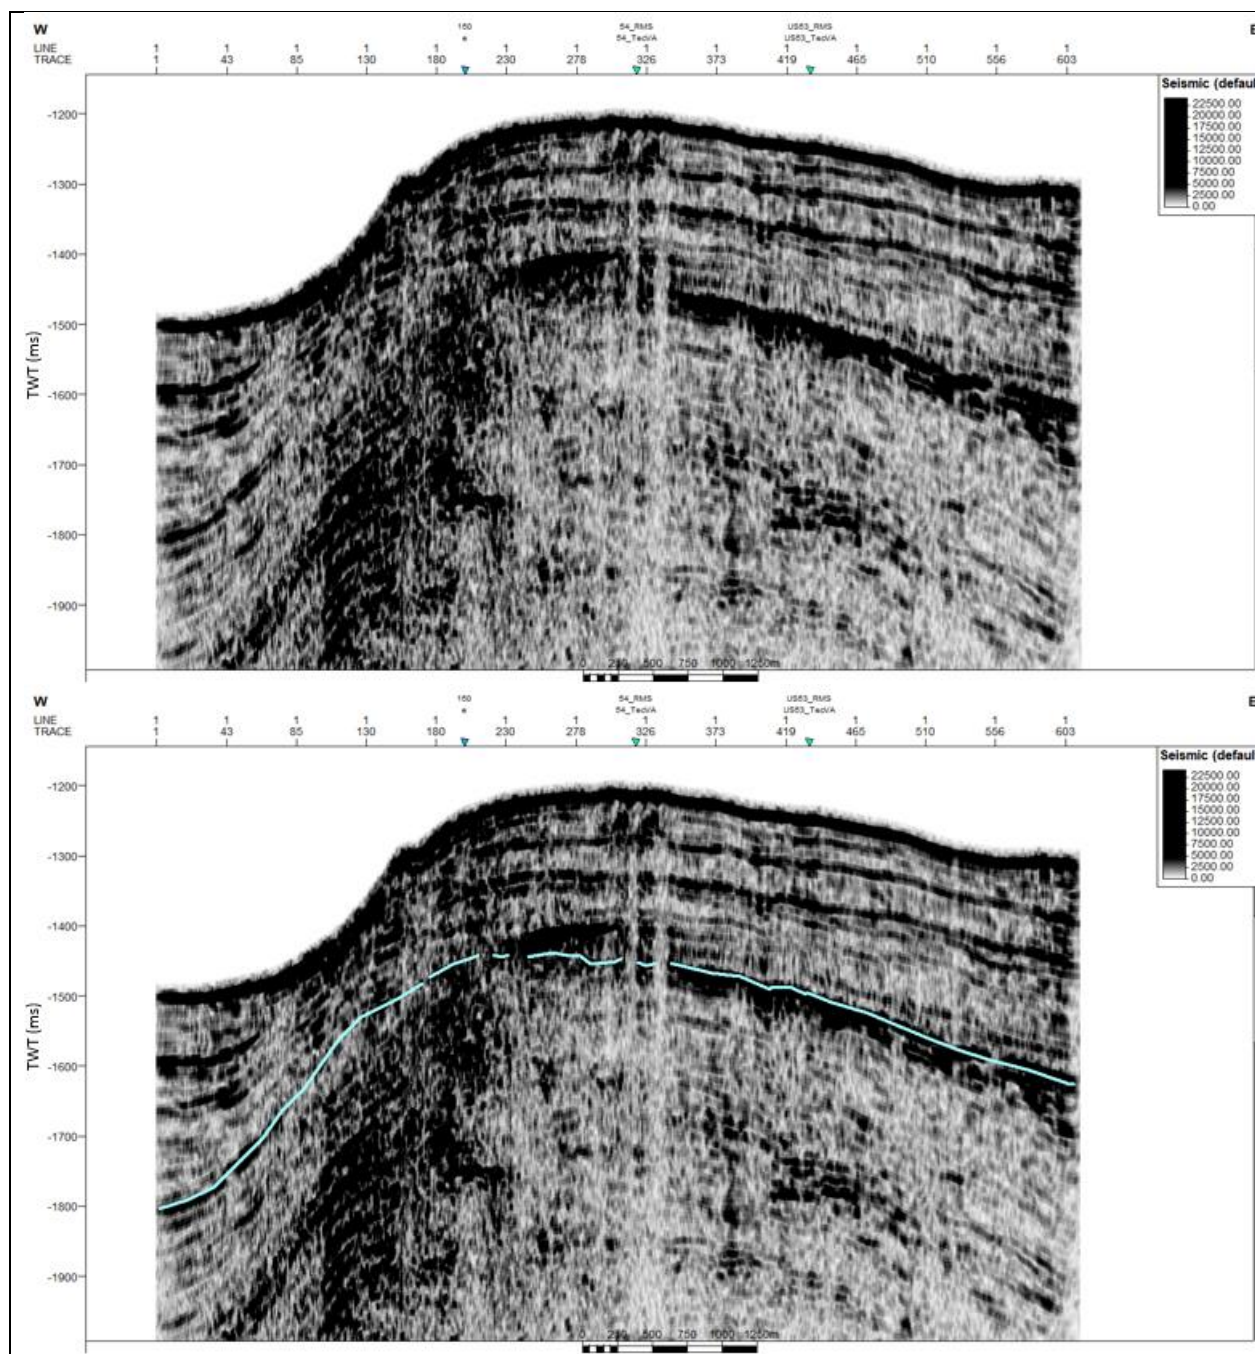 W 150 54_RMS US53_RMS E
e 54_TecVA US53_TecVA
LINE 1 1 1 1 1 1 1 1 1 1 1 1 1 1
TRACE 1 43 85 130 180 230 278 326 373 419 465 510 556 603
Seismic (defaul
22500.00
20000.00
17500.00
15000.00
12500.00
10000.00
7500.00
5000.00
2500.00
0.00
TWT (ms)
-1200
-1300
-1400
-1500
-1600
-1700
-1800
-1900
0 250 500 750 1000 1250m
W 150 54_RMS US53_RMS E
e 54_TecVA US53_TecVA
LINE 1 1 1 1 1 1 1 1 1 1 1 1 1 1
TRACE 1 43 85 130 180 230 278 326 373 419 465 510 556 603
Seismic (defaul
22500.00
20000.00
17500.00
15000.00
12500.00
10000.00
7500.00
5000.00
2500.00
0.00
TWT (ms)
-1200
-1300
-1400
-1500
-1600
-1700
-1800
-1900
0 250 500 750 1000 1250m